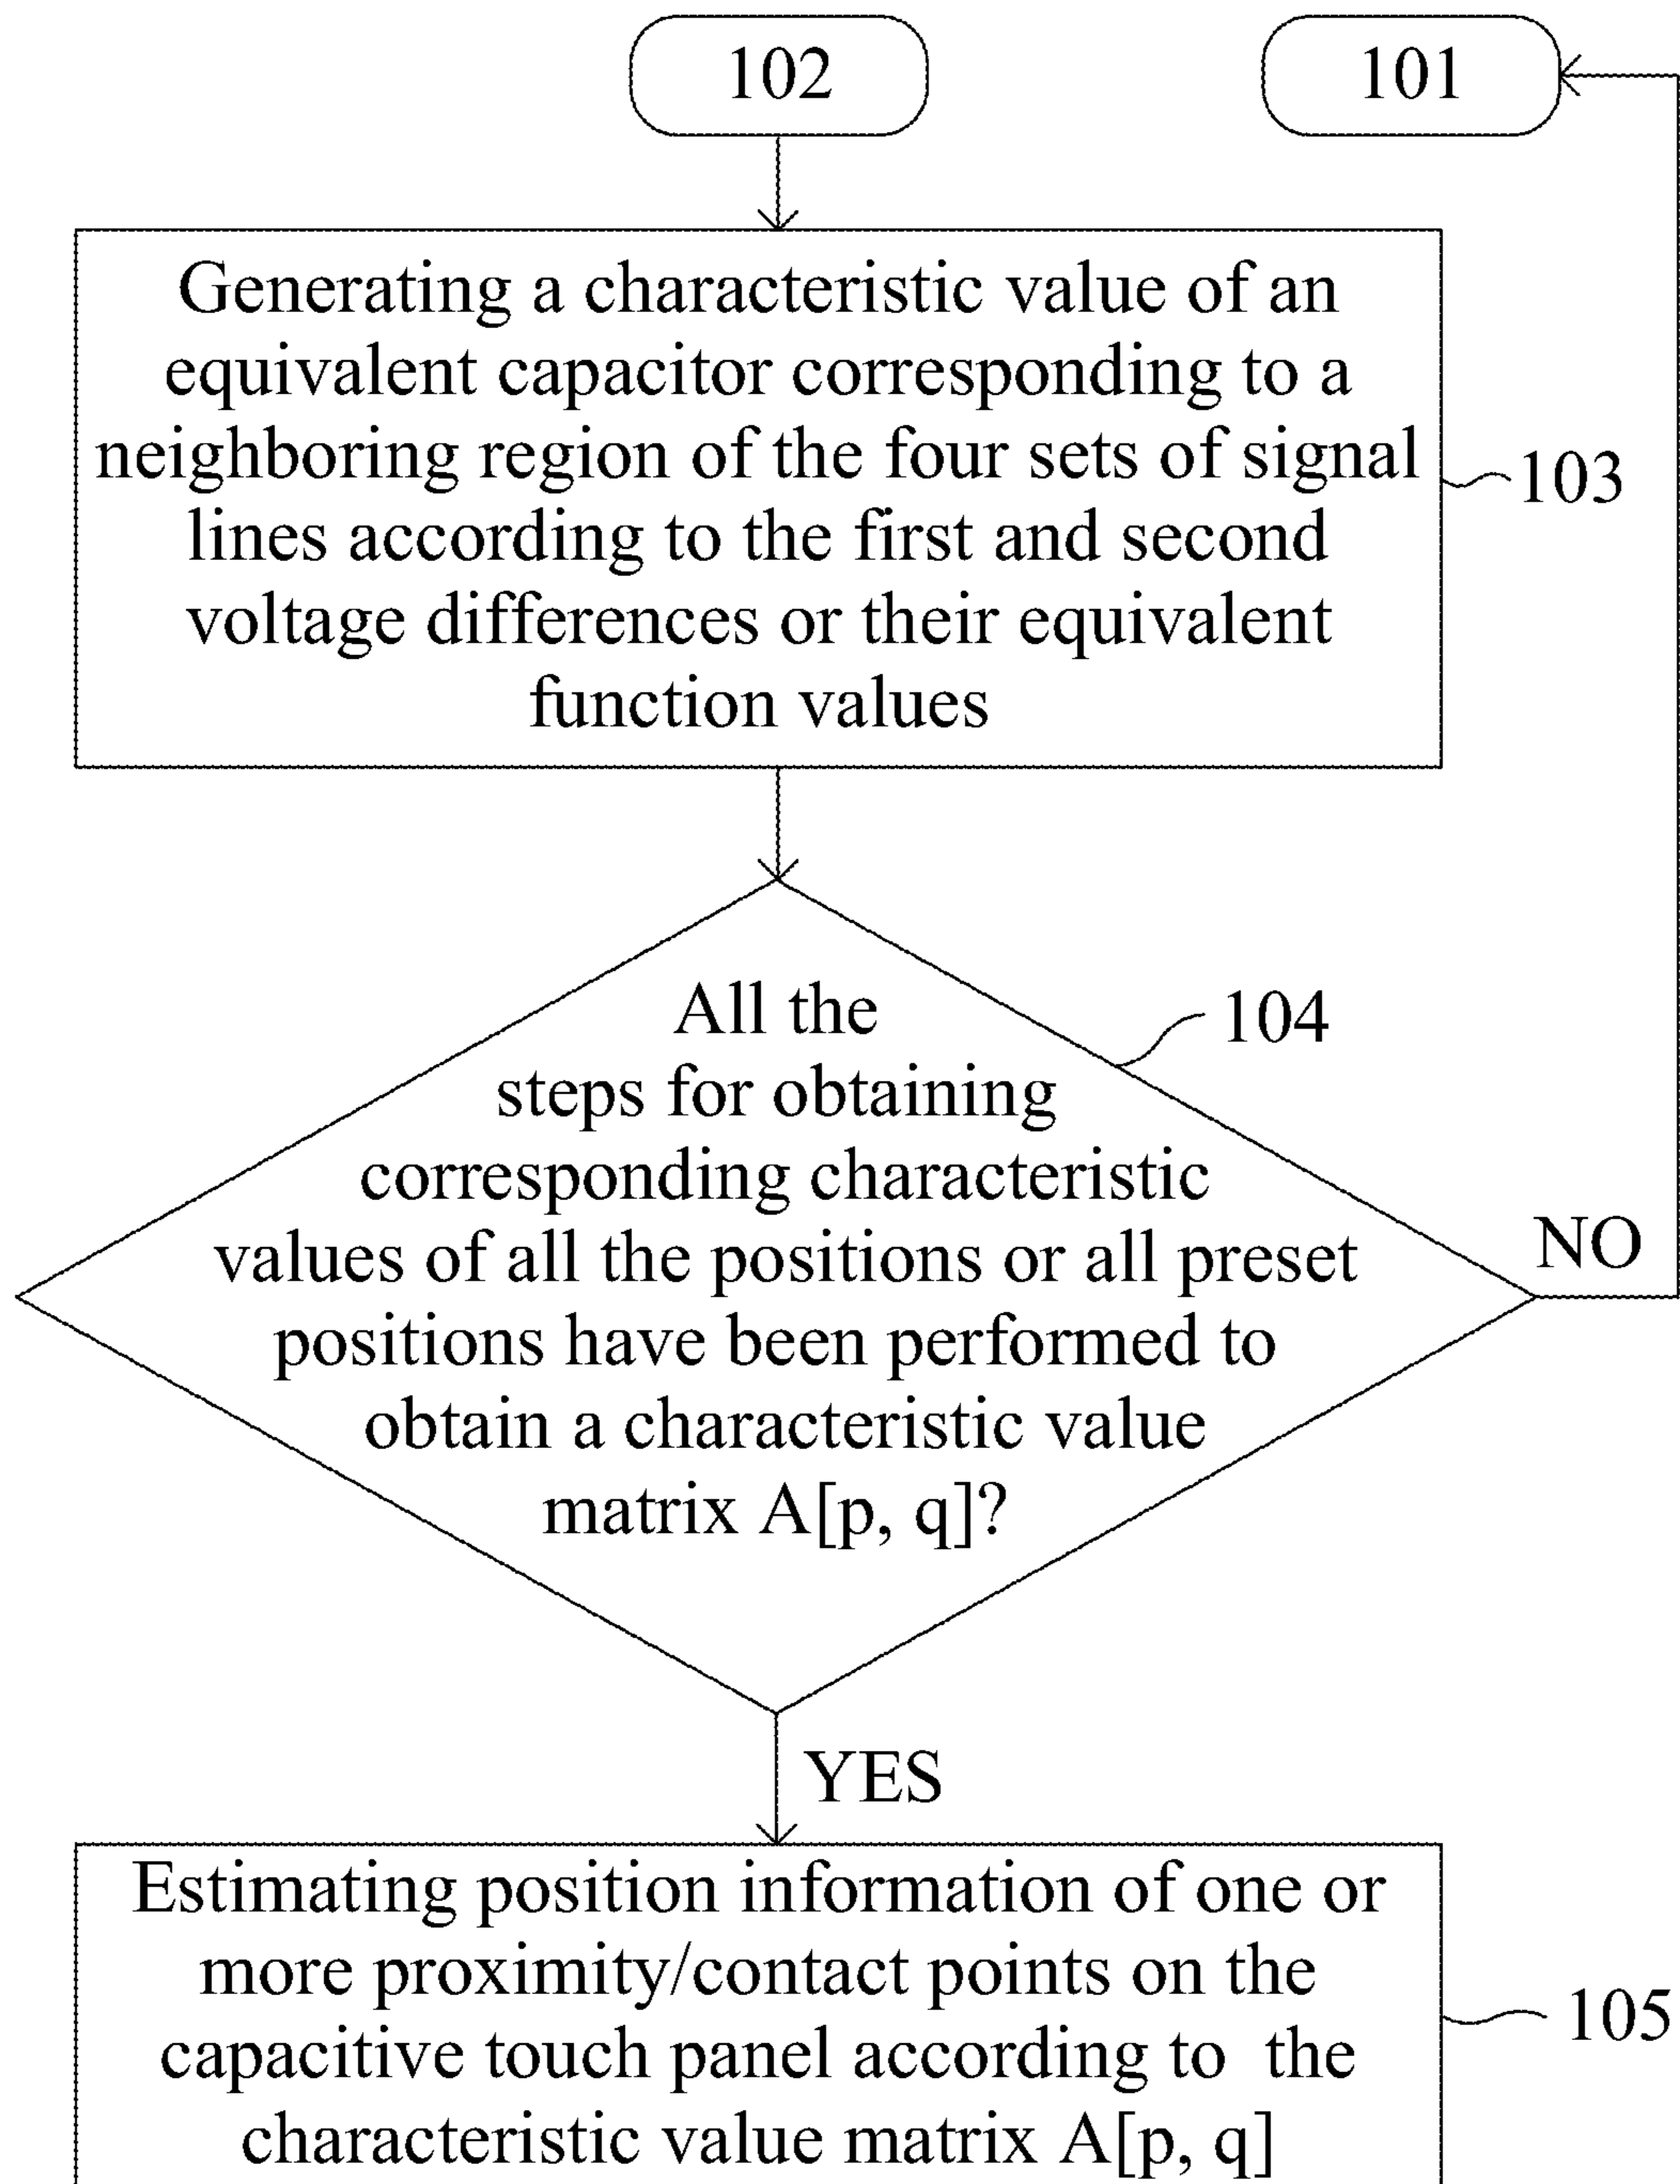 102
101
Generating a characteristic value of an
equivalent capacitor corresponding to a
neighboring region of the four sets of signal
lines according to the first and second
voltage differences or their equivalent
function values
103
All the
steps for obtaining
corresponding characteristic
values of all the positions or all preset
positions have been performed to
obtain a characteristic value
matrix A[p, q]?
104
NO
YES
Estimating position information of one or
more proximity/contact points on the
capacitive touch panel according to the
characteristic value matrix A[p, q]
105